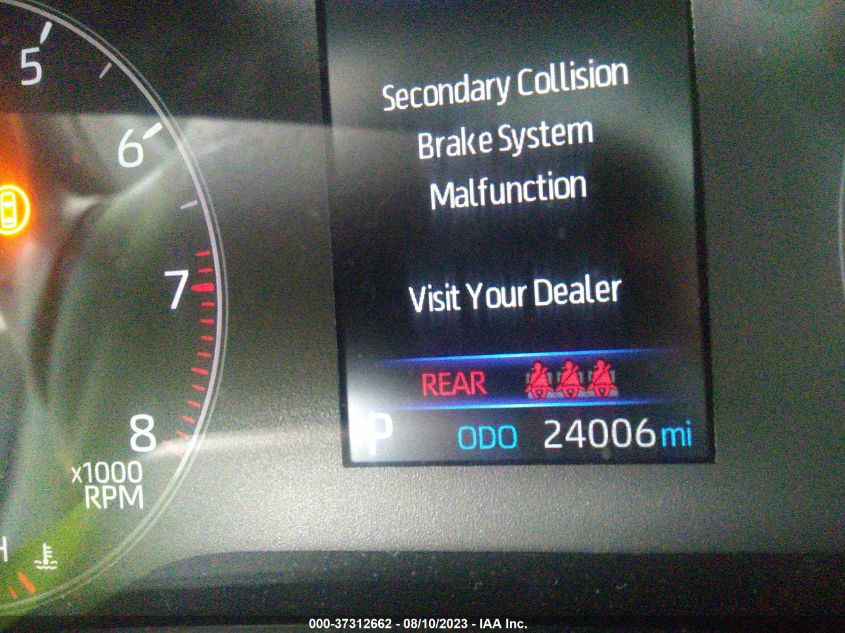 5
6
7
8
x1000
RPM
H
Secondary Collision
Brake System
Malfunction
Visit Your Dealer
REAR
P ODO 24006 mi
000-37312662 - 08/10/2023 - IAA Inc.